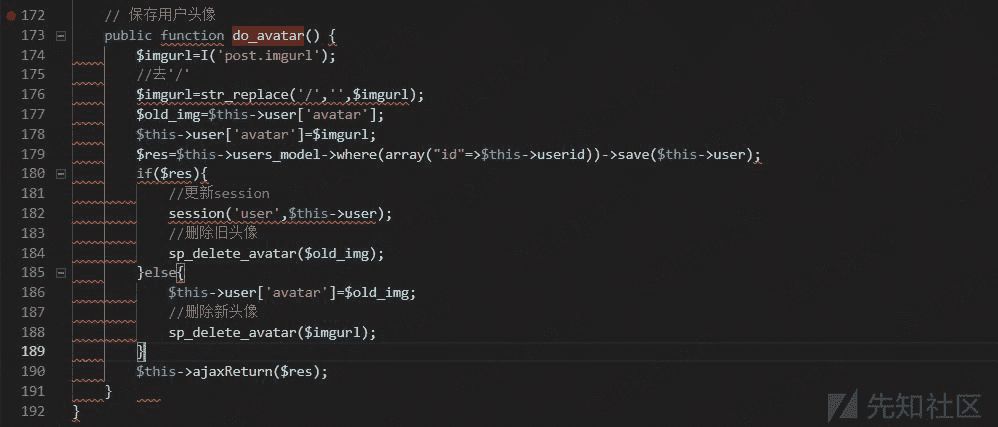 172 // 保存用户头像
173 public function do_avatar() {
174 $imgurl=I('post.imgurl');
175 //去'/'
176 $imgurl=str_replace('/','',$imgurl);
177 $old_img=$this->user['avatar'];
178 $this->user['avatar']=$imgurl;
179 $res=$this->users_model->where(array("id"=>$this->userid))->save($this->user);
180 if($res){
181 //更新session
182 session('user',$this->user);
183 //删除旧头像
184 sp_delete_avatar($old_img);
185 }else{
186 $this->user['avatar']=$old_img;
187 //删除新头像
188 sp_delete_avatar($imgurl);
189 }
190 $this->ajaxReturn($res);
191 }
192 }
先知社区